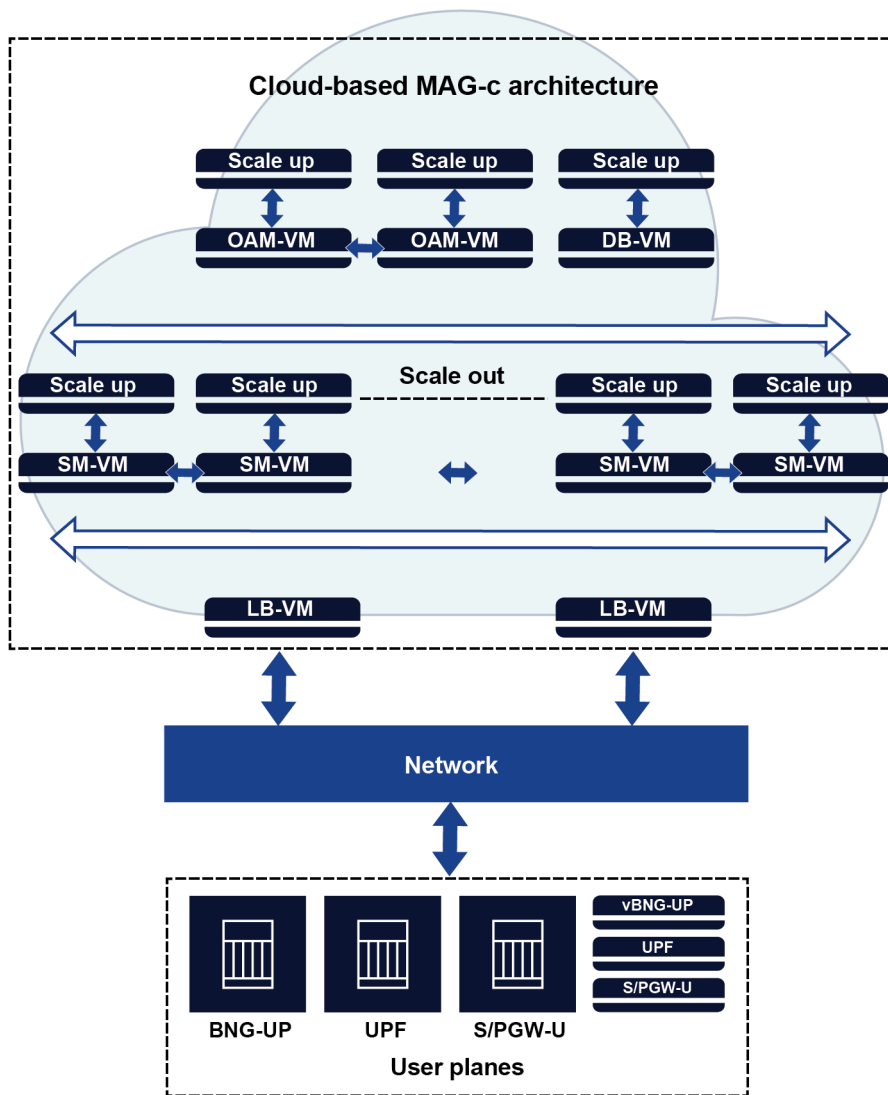 Cloud-based MAG-c architecture
Scale up Scale up Scale up
OAM-VM OAM-VM DB-VM
Scale out
Scale up Scale up Scale up Scale up
SM-VM SM-VM SM-VM SM-VM
LB-VM LB-VM
Network
vBNG-UP
UPF
S/PGW-U
BNG-UP UPF S/PGW-U
User planes